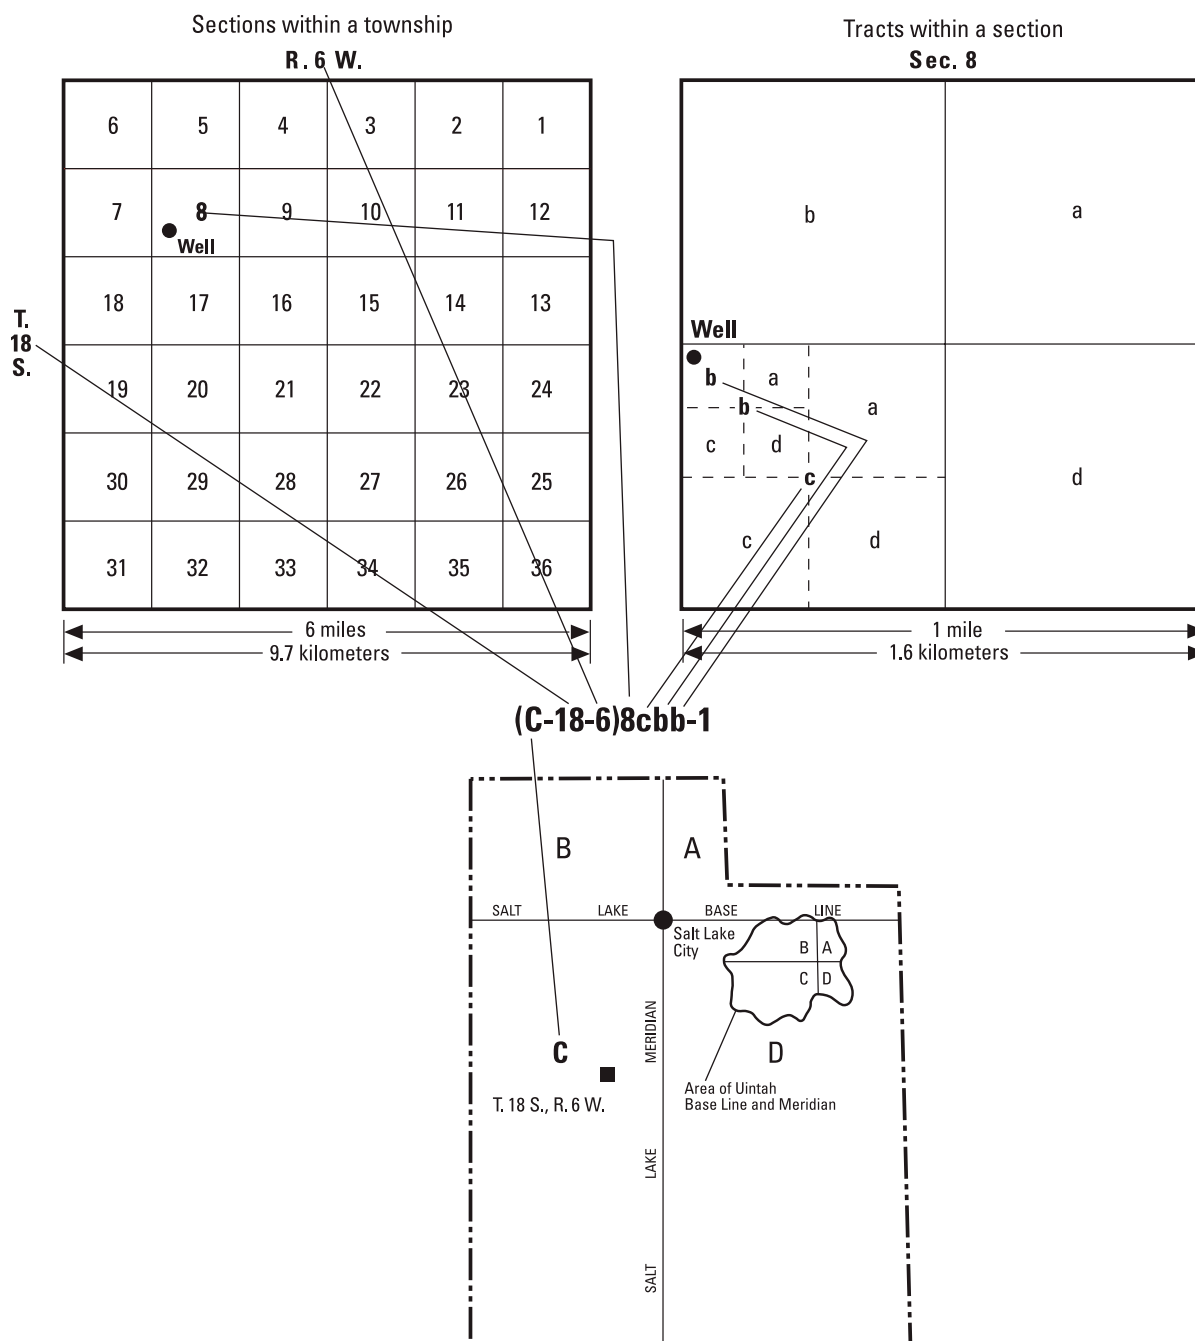 Sections within a township
R. 6 W.
6 5 4 3 2 1
7 8 9 10 11 12
Well
18 17 16 15 14 13
T.
18
S.
19 20 21 22 23 24
30 29 28 27 26 25
31 32 33 34 35 36
6 miles
9.7 kilometers
Tracts within a section
Sec. 8
b a
Well
b a
b a
c d
c d
c d
1 mile
1.6 kilometers
(C-18-6)8cbb-1
B A
SALT LAKE BASE LINE
Salt Lake
City
B A
C D
MERIDIAN
LAKE
SALT
C
D
T. 18 S., R. 6 W.
Area of Uintah
Base Line and Meridian